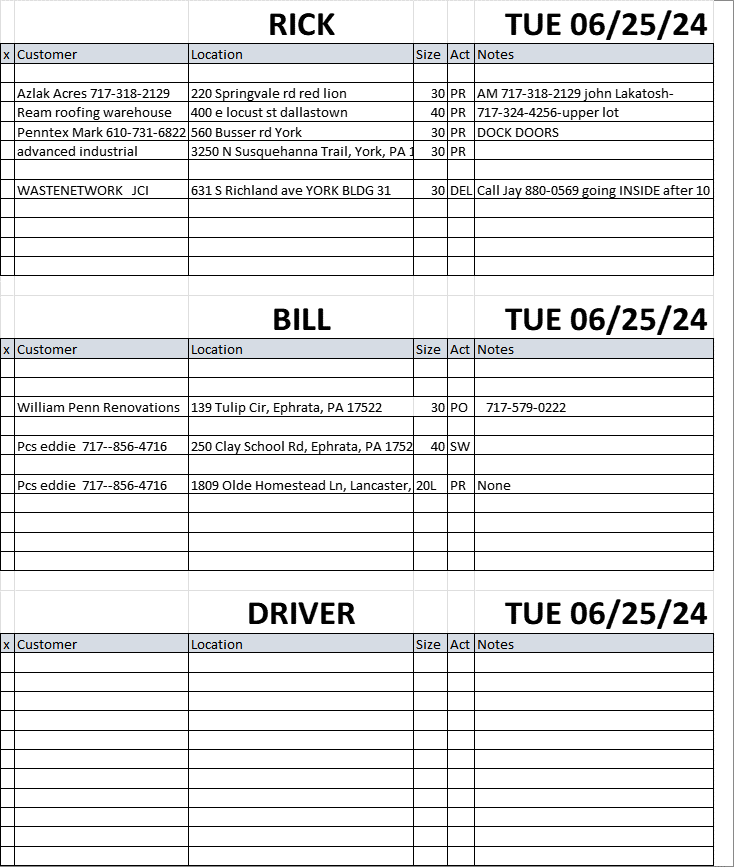 RICK TUE 06/25/24
x Customer Location Size Act Notes
Azlak Acres 717-318-2129 220 Springvale rd red lion 30 PR AM 717-318-2129 john Lakatosh-
Ream roofing warehouse 400 e locust st dallastown 40 PR 717-324-4256-upper lot
Penntex Mark 610-731-6822 560 Busser rd York 30 PR DOCK DOORS
advanced industrial 3250 N Susquehanna Trail, York, PA 1 30 PR
WASTENETWORK JCI 631 S Richland ave YORK BLDG 31 30 DEL Call Jay 880-0569 going INSIDE after 10
BILL TUE 06/25/24
x Customer Location Size Act Notes
William Penn Renovations 139 Tulip Cir, Ephrata, PA 17522 30 PO 717-579-0222
Pcs eddie 717--856-4716 250 Clay School Rd, Ephrata, PA 1752 40 SW
Pcs eddie 717--856-4716 1809 Olde Homestead Ln, Lancaster, 20L PR None
DRIVER TUE 06/25/24
x Customer Location Size Act Notes